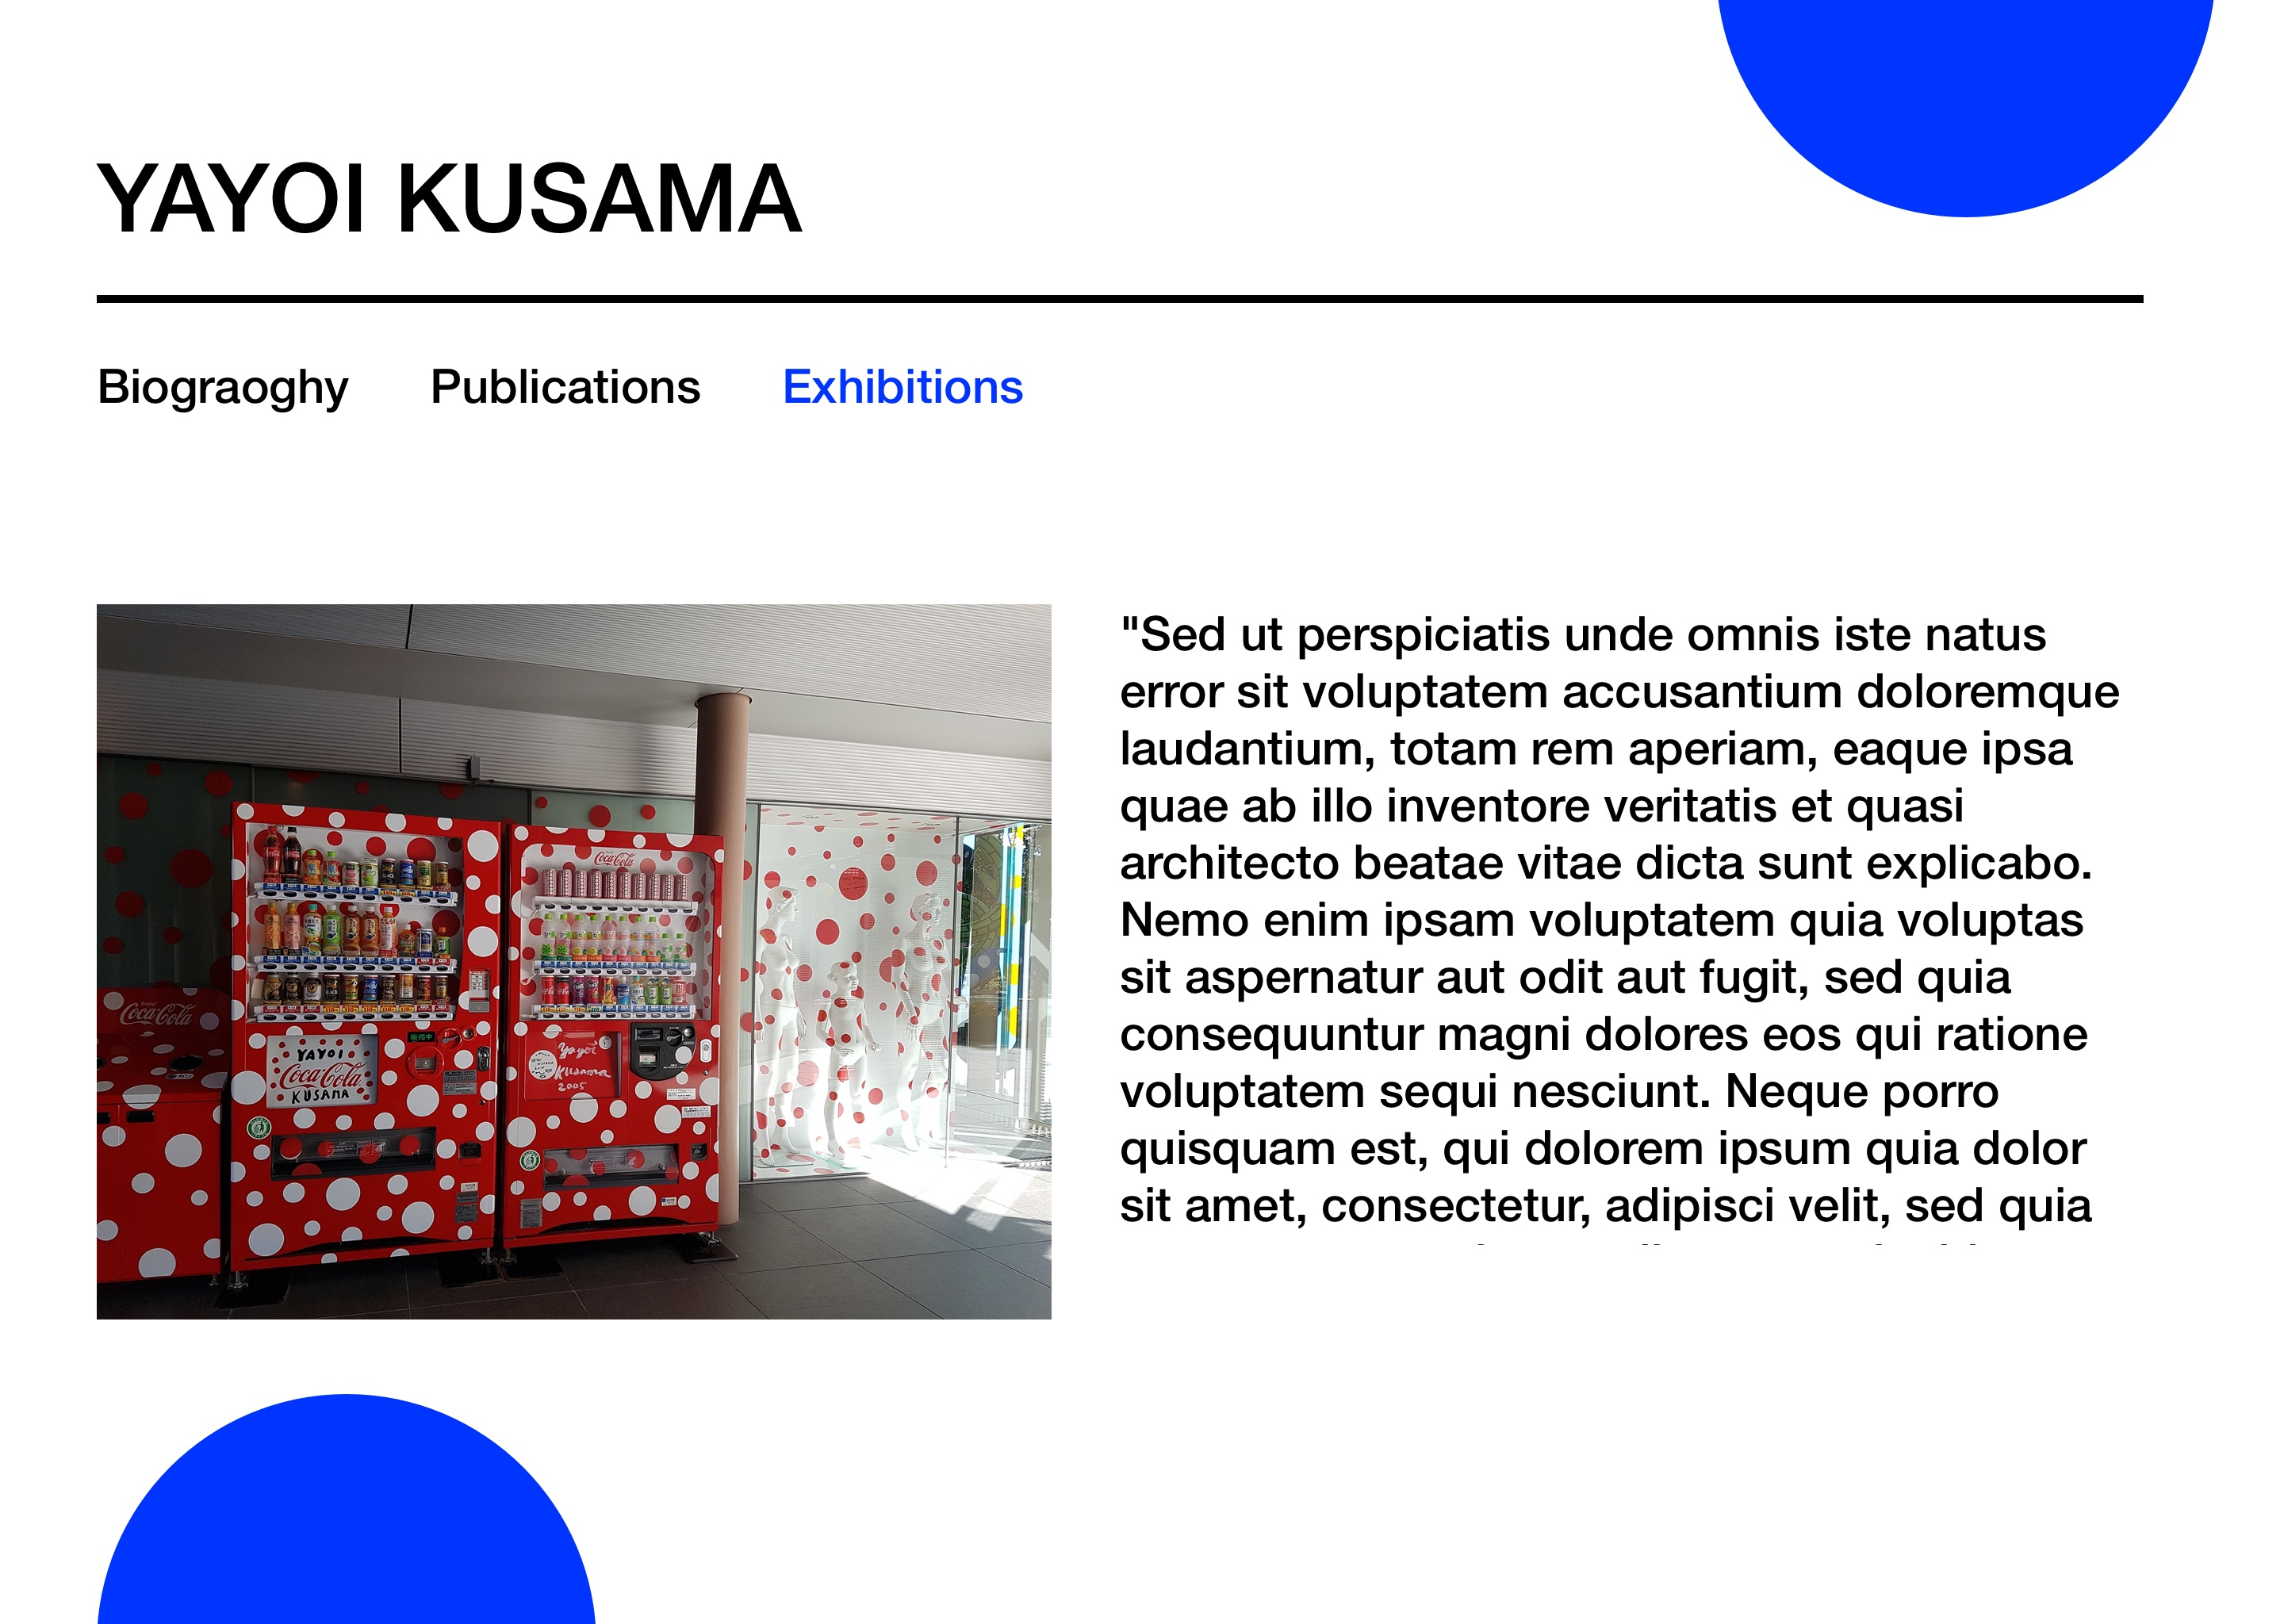 YAYOI KUSAMA
Biograoghy Publications Exhibitions
"Sed ut perspiciatis unde omnis iste natus
error sit voluptatem accusantium doloremque
laudantium, totam rem aperiam, eaque ipsa
quae ab illo inventore veritatis et quasi
architecto beatae vitae dicta sunt explicabo.
Nemo enim ipsam voluptatem quia voluptas
sit aspernatur aut odit aut fugit, sed quia
consequuntur magni dolores eos qui ratione
voluptatem sequi nesciunt. Neque porro
quisquam est, qui dolorem ipsum quia dolor
sit amet, consectetur, adipisci velit, sed quia
Coca-Cola
Coca-Cola
YAYOI
Coca-Cola
KUSAMA
Yayoi
Kusama
2005